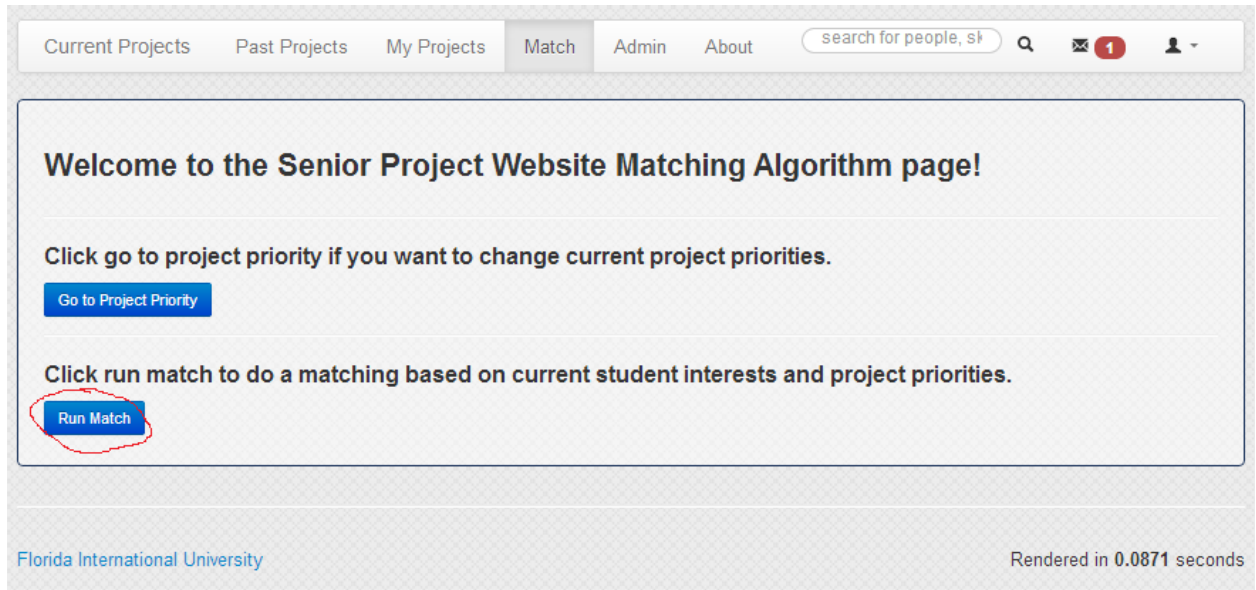 Current Projects Past Projects My Projects Match Admin About search for people, sk 1
Welcome to the Senior Project Website Matching Algorithm page!
Click go to project priority if you want to change current project priorities.
Go to Project Priority
Click run match to do a matching based on current student interests and project priorities.
Run Match
Florida International University Rendered in 0.0871 seconds